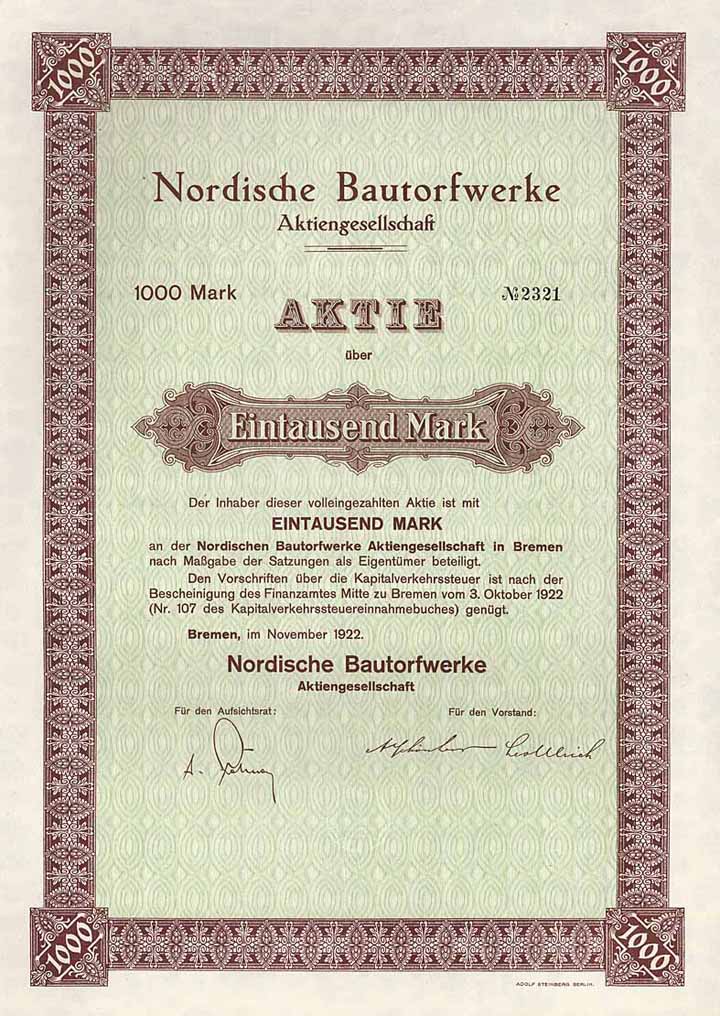 1000 1000
Nordische Bautorfwerke
Aktiengesellschaft
1000 Mark № 2321
AKTIE
über
Eintausend Mark
Der Inhaber dieser volleingezahlten Aktie ist mit
EINTAUSEND MARK
an der Nordischen Bautorfwerke Aktiengesellschaft in Bremen
nach Maßgabe der Satzungen als Eigentümer beteiligt.
Den Vorschriften über die Kapitalverkehrssteuer ist nach der
Bescheinigung des Finanzamtes Mitte zu Bremen vom 3. Oktober 1922
(Nr. 107 des Kapitalverkehrssteuereinnahmebuches) genügt.
Bremen, im November 1922.
Nordische Bautorfwerke
Aktiengesellschaft
Für den Aufsichtsrat: Für den Vorstand:
1000 1000
ADOLF STEINBERG, BERLIN.